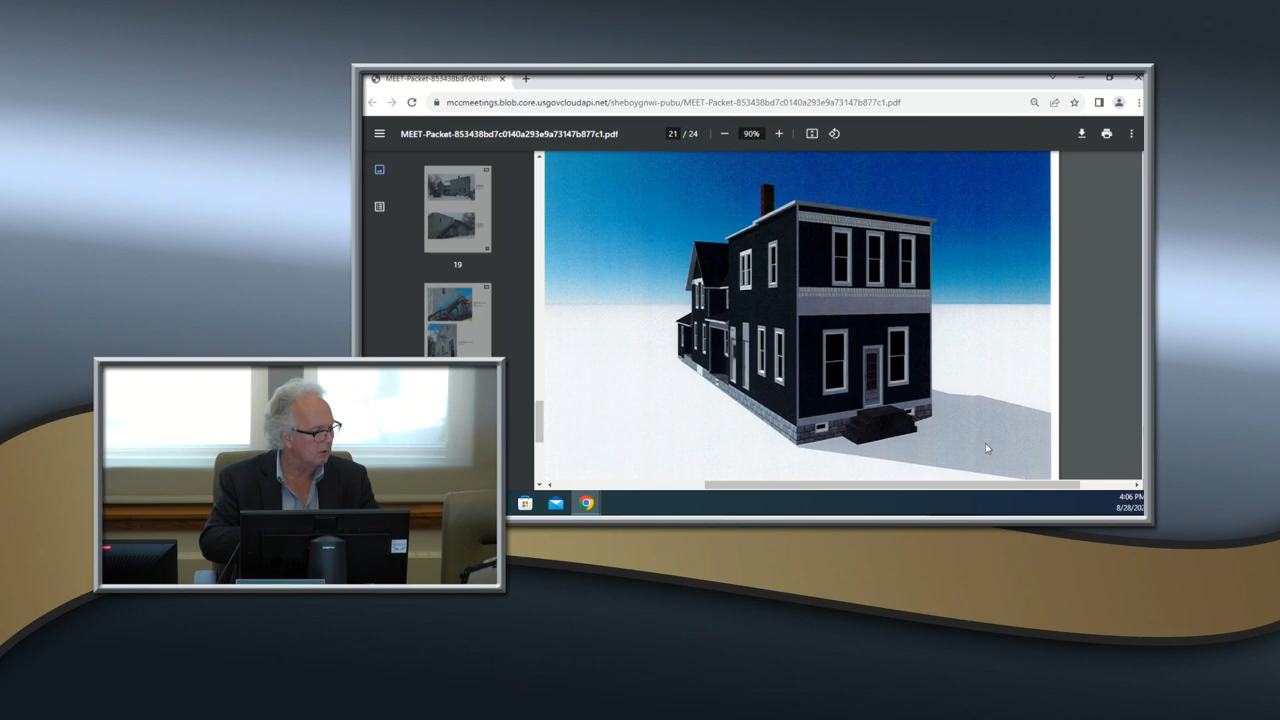 MEET-Packet-853438bd7c0140a
mccmeetings.blob.core.usgovcloudapi.net/sheboygnwi-pubu/MEET-Packet-853438bd7c0140a293e9a73147b877c1.pdf
MEET-Packet-853438bd7c0140a293e9a73147b877c1.pdf
21 / 24
90%
19
4:06 PM
8/28/202